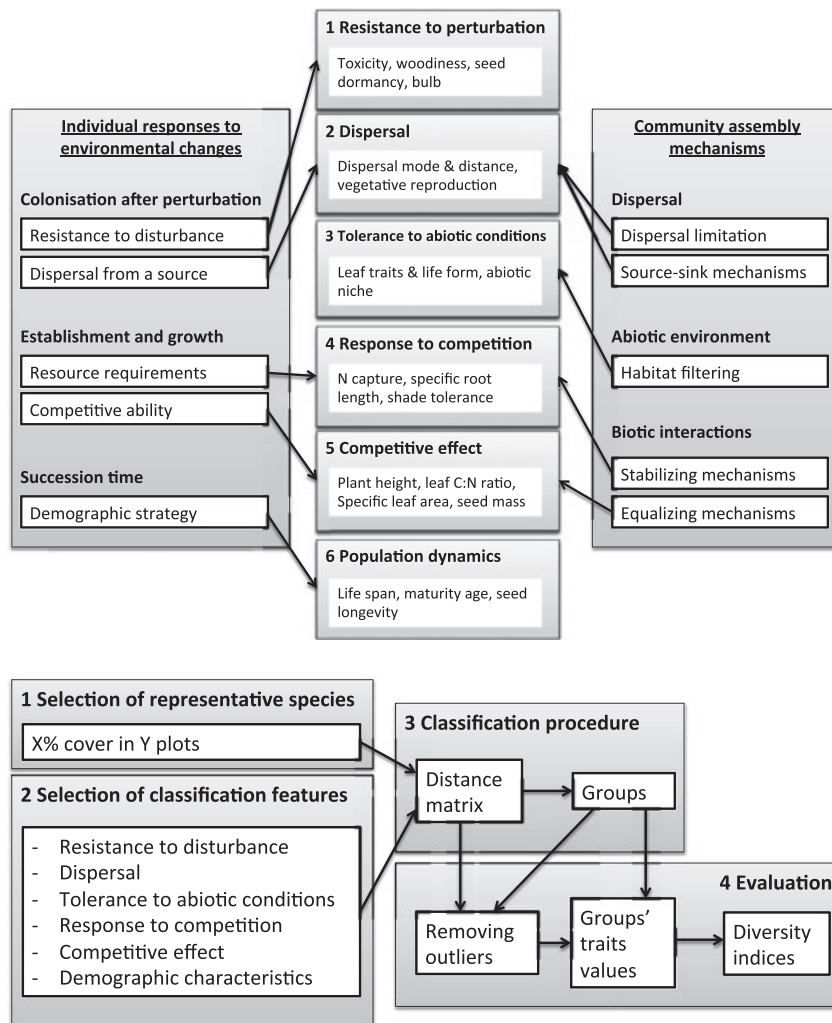 Individual responses to
environmental changes
Colonisation after perturbation
Resistance to disturbance
Dispersal from a source
Establishment and growth
Resource requirements
Competitive ability
Succession time
Demographic strategy
1 Resistance to perturbation
Toxicity, woodiness, seed
dormancy, bulb
2 Dispersal
Dispersal mode & distance,
vegetative reproduction
3 Tolerance to abiotic conditions
Leaf traits & life form, abiotic
niche
4 Response to competition
N capture, specific root
length, shade tolerance
5 Competitive effect
Plant height, leaf C:N ratio,
Specific leaf area, seed mass
6 Population dynamics
Life span, maturity age, seed
longevity
Community assembly
mechanisms
Dispersal
Dispersal limitation
Source-sink mechanisms
Abiotic environment
Habitat filtering
Biotic interactions
Stabilizing mechanisms
Equalizing mechanisms
1 Selection of representative species
X% cover in Y plots
2 Selection of classification features
- Resistance to disturbance
- Dispersal
- Tolerance to abiotic conditions
- Response to competition
- Competitive effect
- Demographic characteristics
3 Classification procedure
Distance
matrix
Groups
4 Evaluation
Removing
outliers
Groups'
traits
values
Diversity
indices